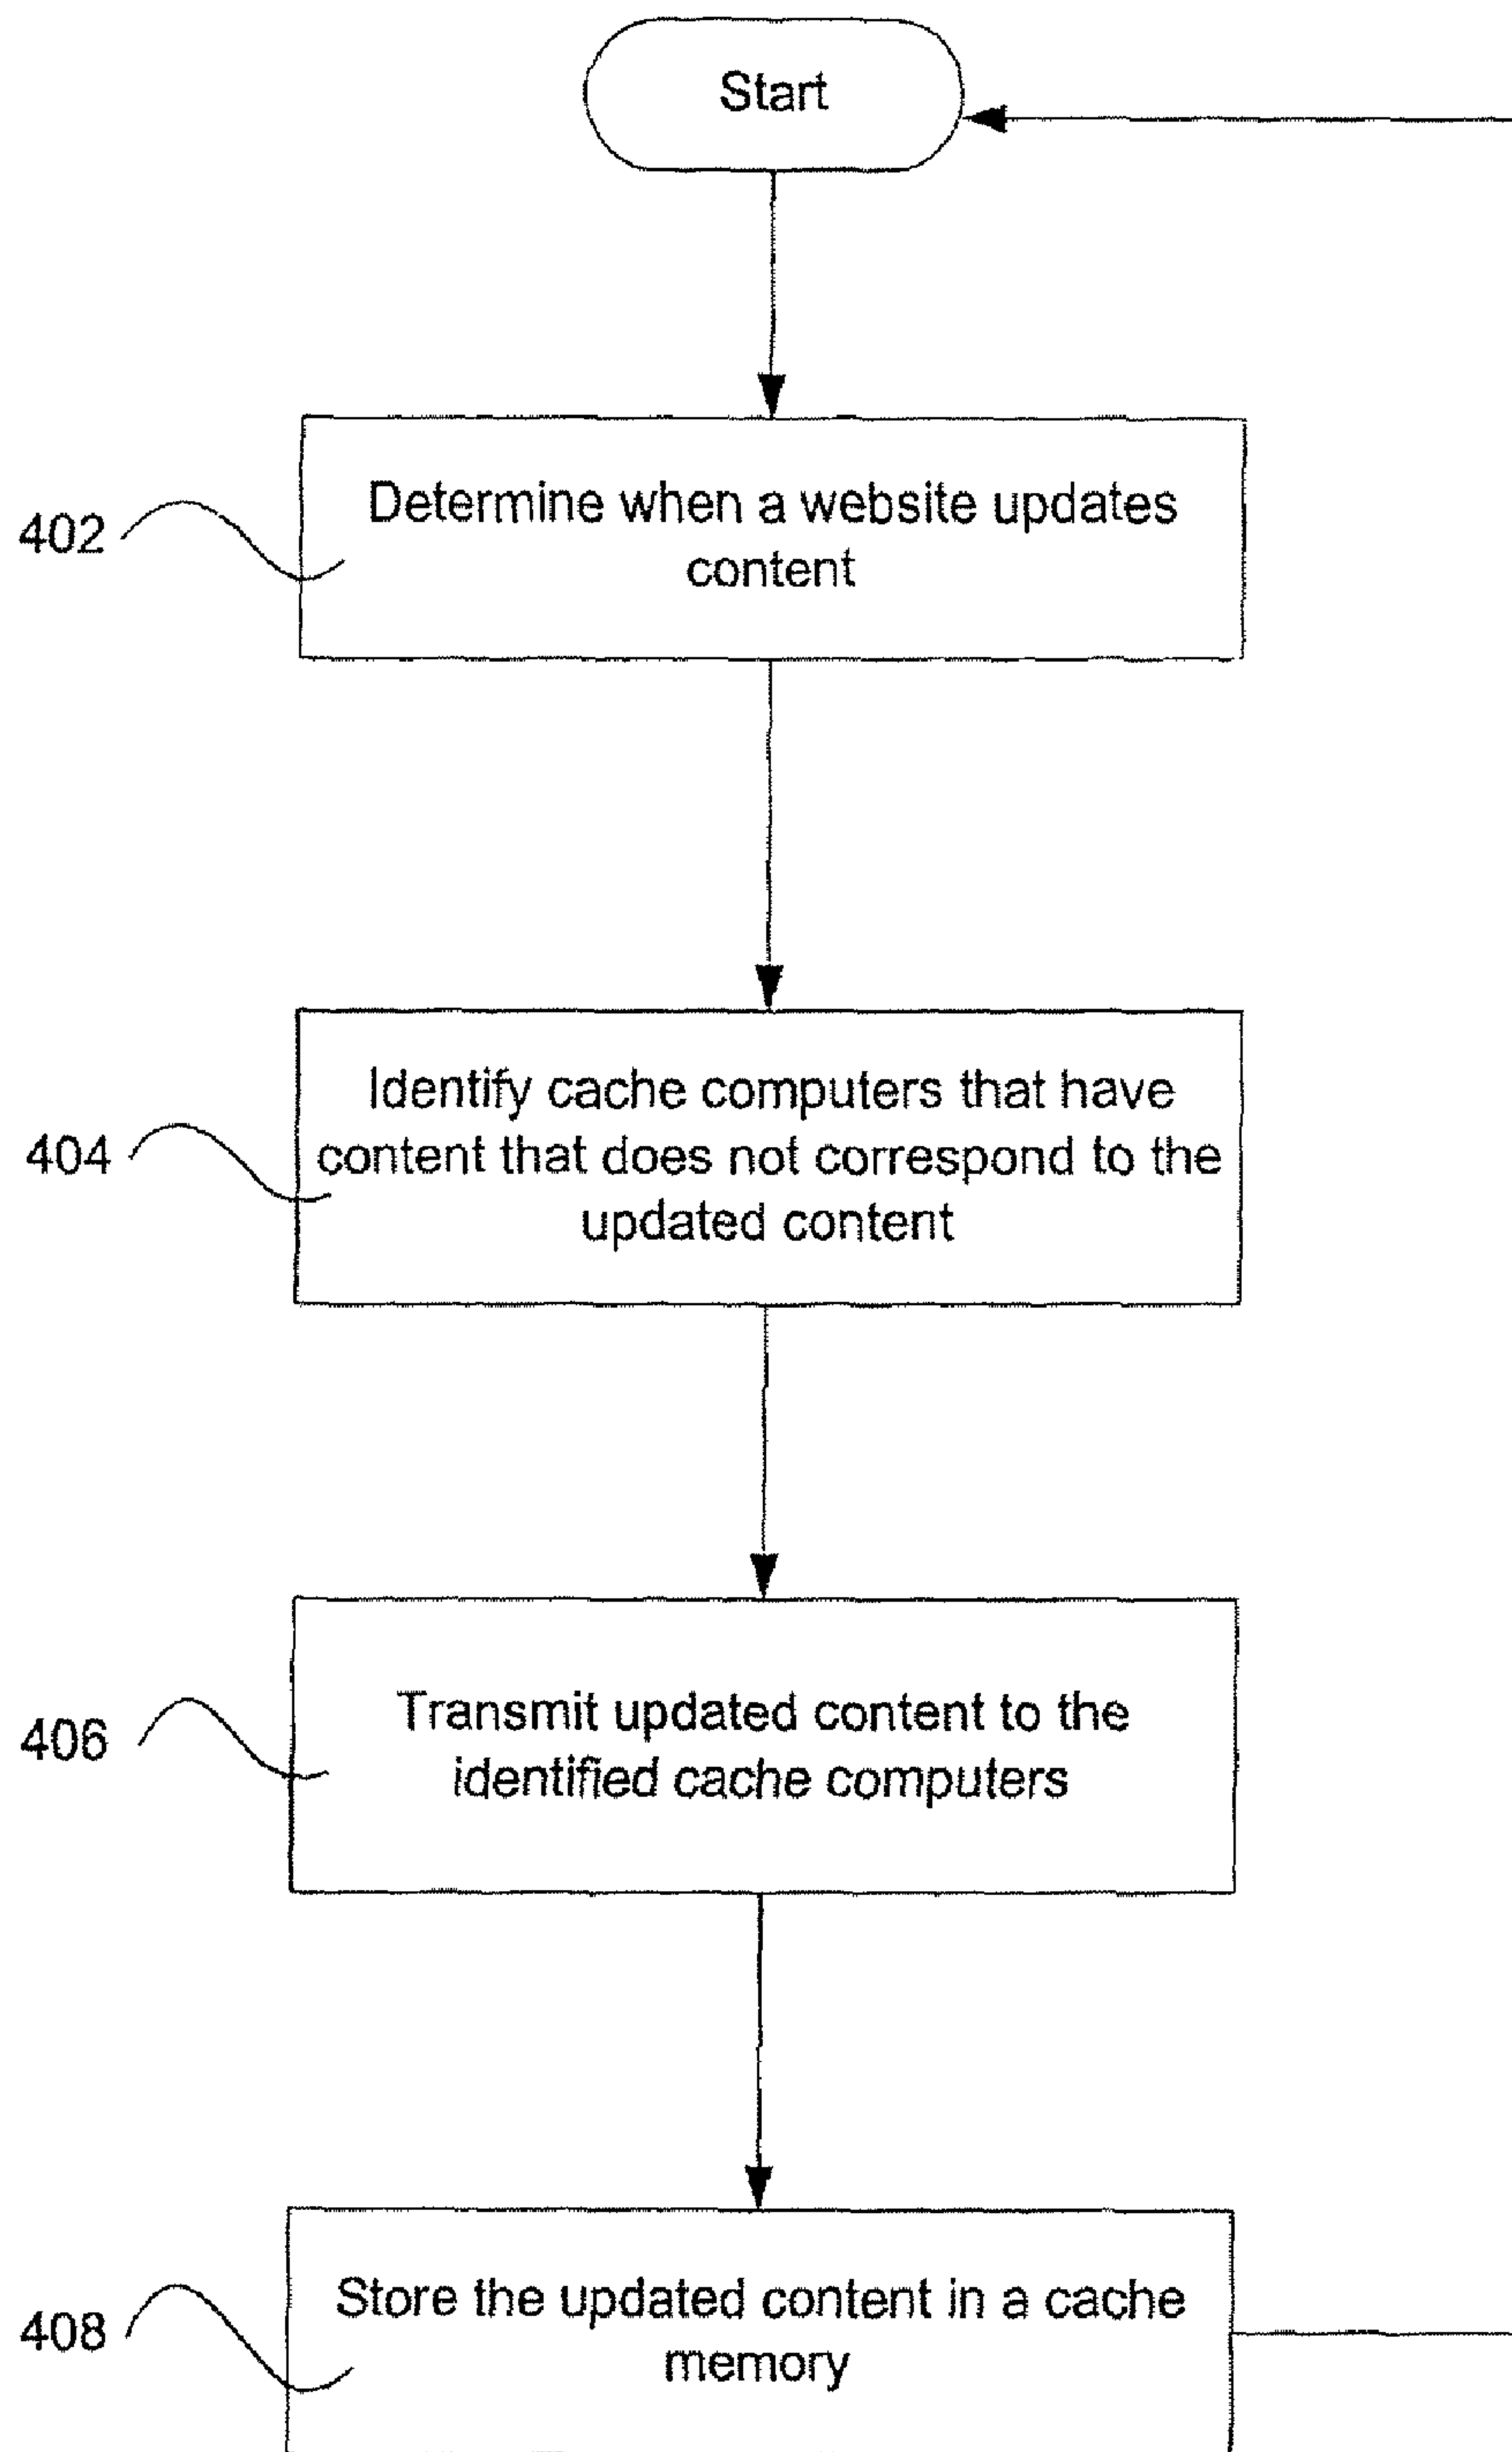 Start
402
Determine when a website updates
content
404
Identify cache computers that have
content that does not correspond to the
updated content
406
Transmit updated content to the
identified cache computers
408
Store the updated content in a cache
memory